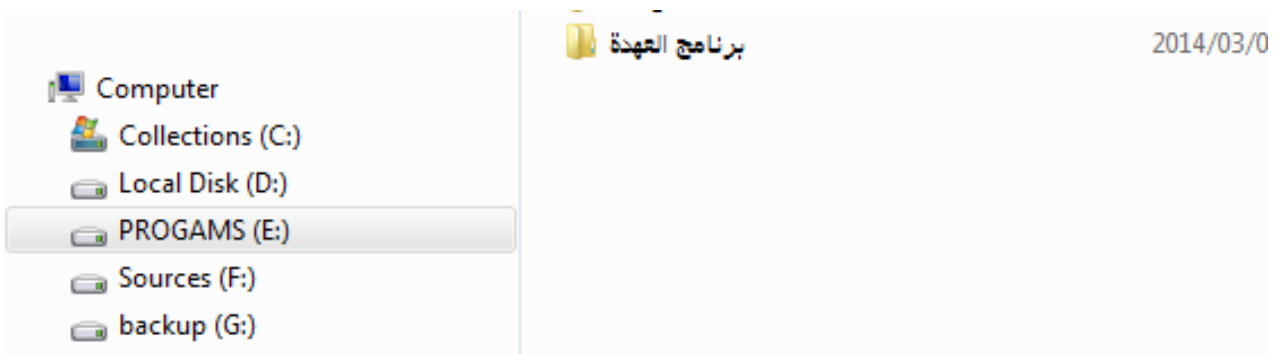 برنامج العهدة
2014/03/0
Computer
Collections (C:)
Local Disk (D:)
PROGAMS (E:)
Sources (F:)
backup (G:)